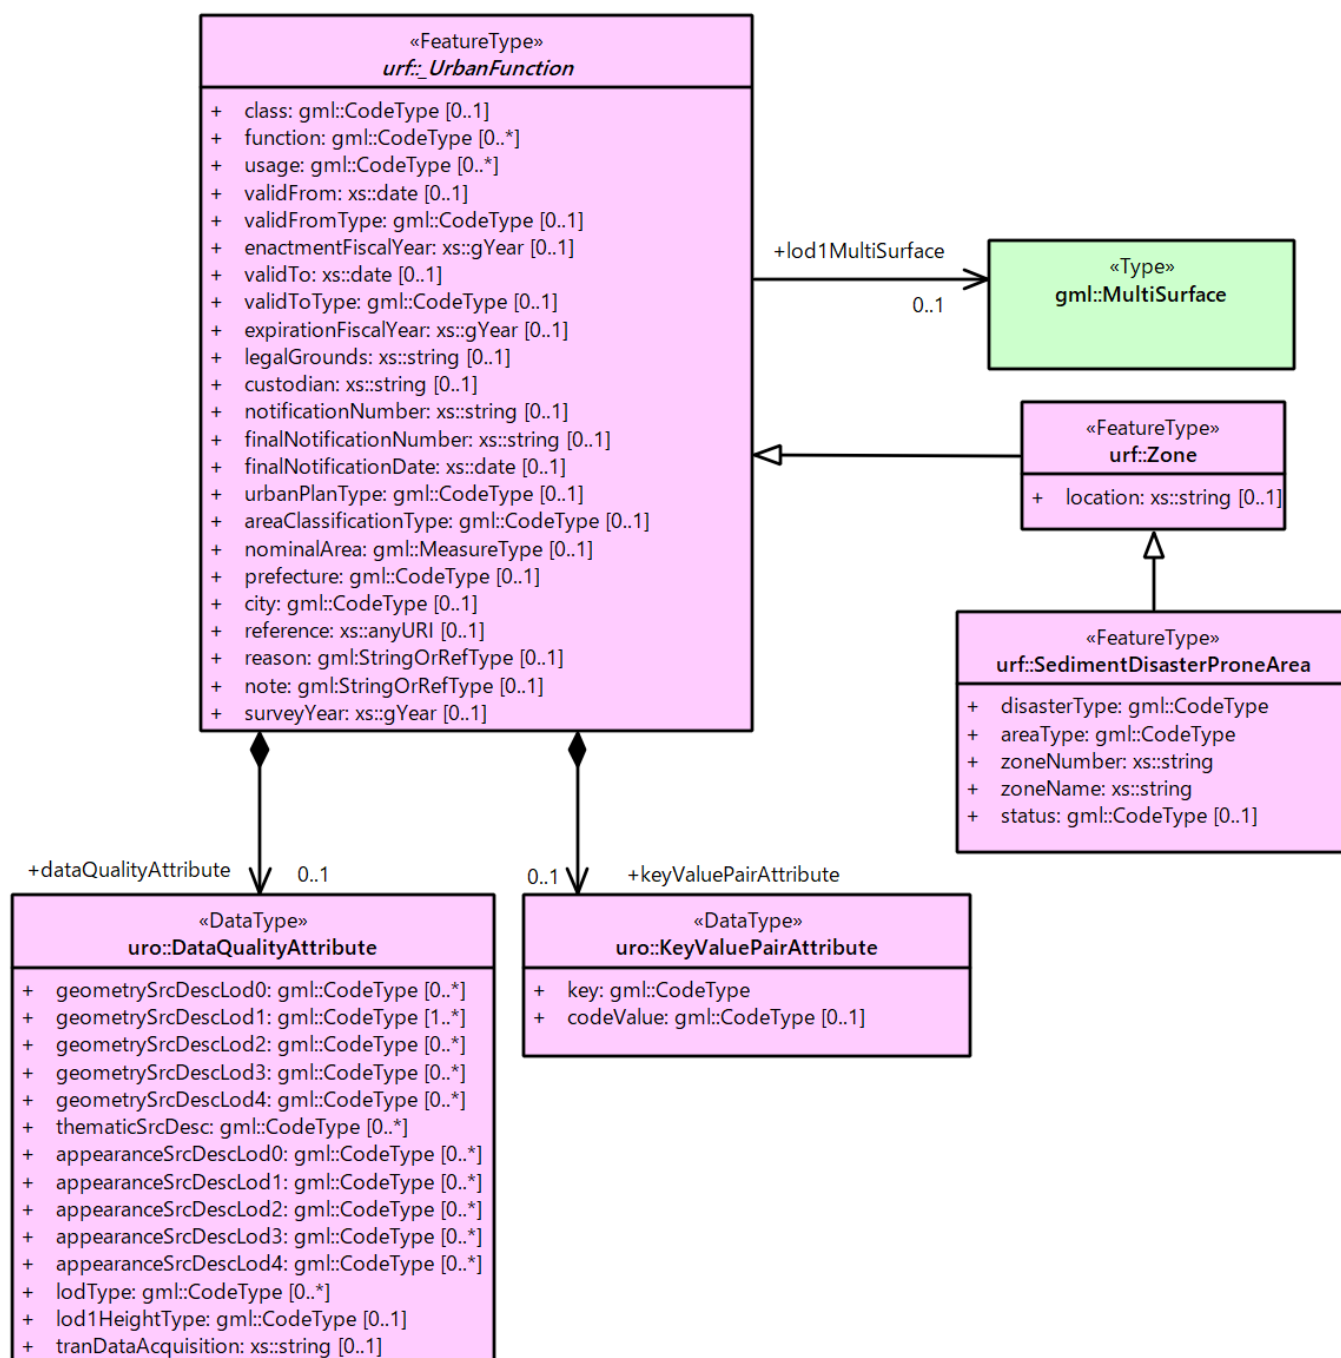 «FeatureType»
urf::_UrbanFunction
+ class: gml::CodeType [0..1]
+ function: gml::CodeType [0..*]
+ usage: gml::CodeType [0..*]
+ validFrom: xs::date [0..1]
+ validFromType: gml::CodeType [0..1]
+ enactmentFiscalYear: xs::gYear [0..1]
+ validTo: xs::date [0..1]
+ validToType: gml::CodeType [0..1]
+ expirationFiscalYear: xs::gYear [0..1]
+ legalGrounds: xs::string [0..1]
+ custodian: xs::string [0..1]
+ notificationNumber: xs::string [0..1]
+ finalNotificationNumber: xs::string [0..1]
+ finalNotificationDate: xs::date [0..1]
+ urbanPlanType: gml::CodeType [0..1]
+ areaClassificationType: gml::CodeType [0..1]
+ nominalArea: gml::MeasureType [0..1]
+ prefecture: gml::CodeType [0..1]
+ city: gml::CodeType [0..1]
+ reference: xs::anyURI [0..1]
+ reason: gml:StringOrRefType [0..1]
+ note: gml:StringOrRefType [0..1]
+ surveyYear: xs::gYear [0..1]
+lod1MultiSurface
0..1
«Type»
gml::MultiSurface
«FeatureType»
urf::Zone
+ location: xs::string [0..1]
«FeatureType»
urf::SedimentDisasterProneArea
+ disasterType: gml::CodeType
+ areaType: gml::CodeType
+ zoneNumber: xs::string
+ zoneName: xs::string
+ status: gml::CodeType [0..1]
+dataQualityAttribute
0..1
0..1
+keyValuePairAttribute
«DataType»
uro::DataQualityAttribute
+ geometrySrcDescLod0: gml::CodeType [0..*]
+ geometrySrcDescLod1: gml::CodeType [1..*]
+ geometrySrcDescLod2: gml::CodeType [0..*]
+ geometrySrcDescLod3: gml::CodeType [0..*]
+ geometrySrcDescLod4: gml::CodeType [0..*]
+ thematicSrcDesc: gml::CodeType [0..*]
+ appearanceSrcDescLod0: gml::CodeType [0..*]
+ appearanceSrcDescLod1: gml::CodeType [0..*]
+ appearanceSrcDescLod2: gml::CodeType [0..*]
+ appearanceSrcDescLod3: gml::CodeType [0..*]
+ appearanceSrcDescLod4: gml::CodeType [0..*]
+ lodType: gml::CodeType [0..*]
+ lod1HeightType: gml::CodeType [0..1]
+ tranDataAcquisition: xs::string [0..1]
«DataType»
uro::KeyValuePairAttribute
+ key: gml::CodeType
+ codeValue: gml::CodeType [0..1]